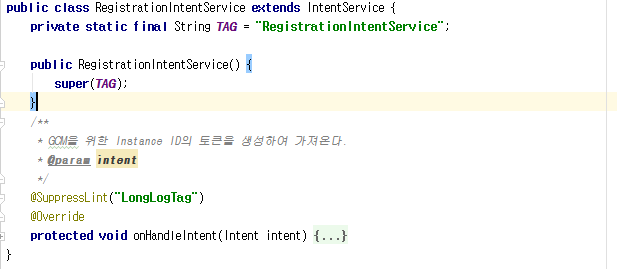 public class RegistrationIntentService extends IntentService {
private static final String TAG = "RegistrationIntentService";
public RegistrationIntentService() {
super(TAG);
}
/**
* GCM을 위한 Instance ID의 토큰을 생성하여 가져온다.
* @param intent
*/
@SuppressLint("LongLogTag")
@Override
protected void onHandleIntent(Intent intent) {...}
}